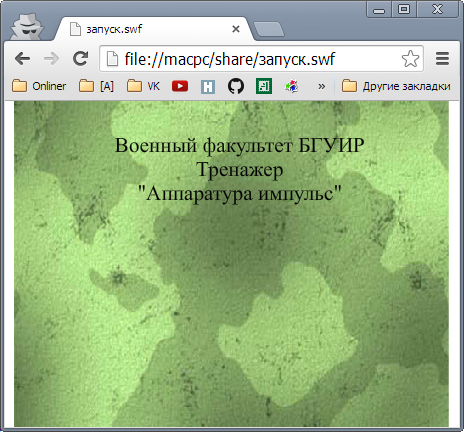 запуск.swf
file://macpc/share/запуск.swf
Onliner [A] VK H » Другие закладки
Военный факультет БГУИР
Тренажер
"Аппаратура импульс"